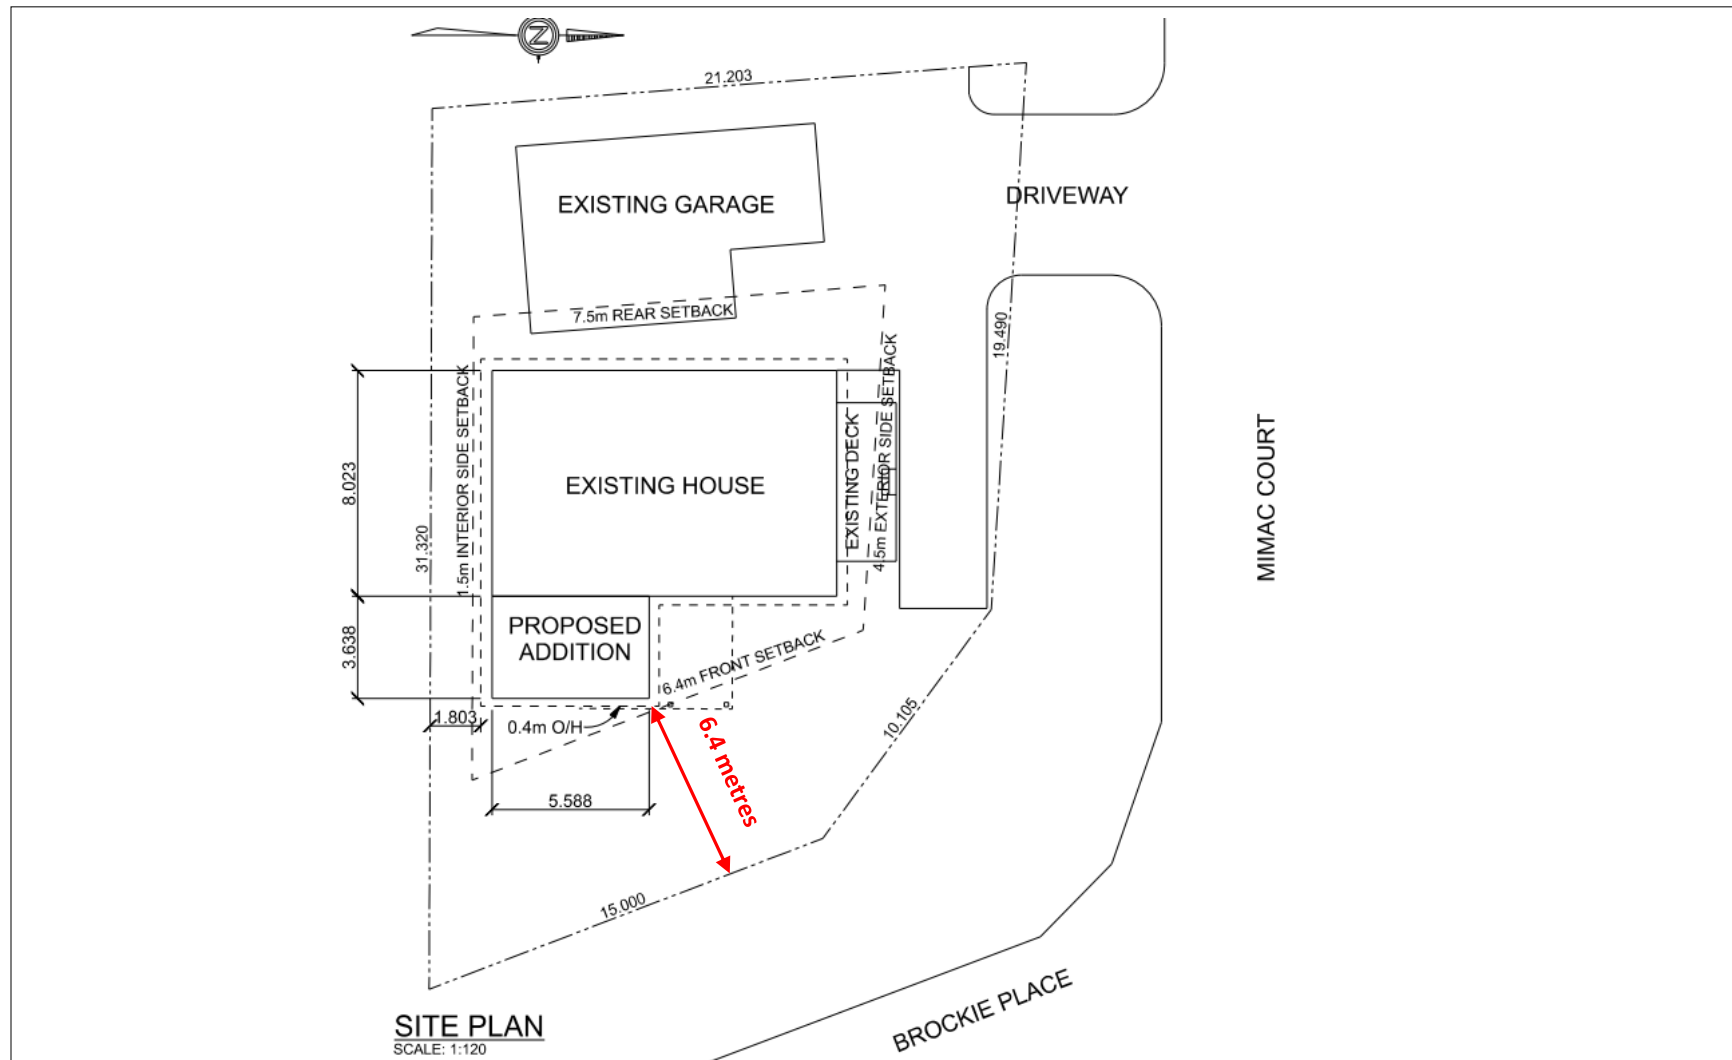 Z
21.203
EXISTING GARAGE
DRIVEWAY
7.5m REAR SETBACK
19.490
1.5m INTERIOR SIDE SETBACK
EXISTING HOUSE
EXISTING DECK
4.5m EXTERIOR SIDE SETBACK
MIMAC COURT
8.023
31.320
3.638
PROPOSED
ADDITION
6.4m FRONT SETBACK
1.803
0.4m O/H
6.4 metres
10.105
5.588
15.000
SITE PLAN
SCALE: 1:120
BROCKIE PLACE